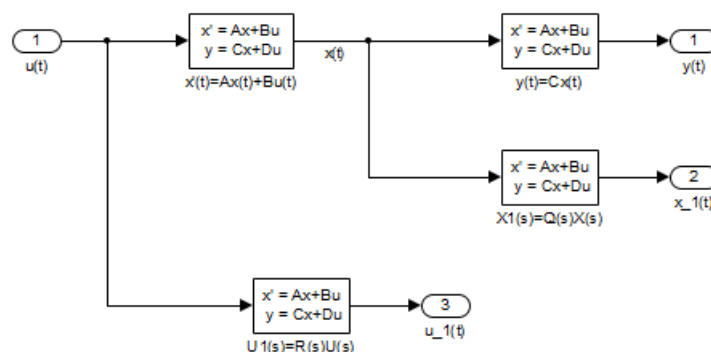 x' = Ax+Bu
y = Cx+Du
x'(t)=Ax(t)+Bu(t)
1
u(t)
x(t)
x' = Ax+Bu
y = Cx+Du
y(t)=Cx(t)
1
y(t)
x' = Ax+Bu
y = Cx+Du
X1(s)=Q(s)X(s)
2
x_1(t)
x' = Ax+Bu
y = Cx+Du
U1(s)=R(s)U(s)
3
u_1(t)